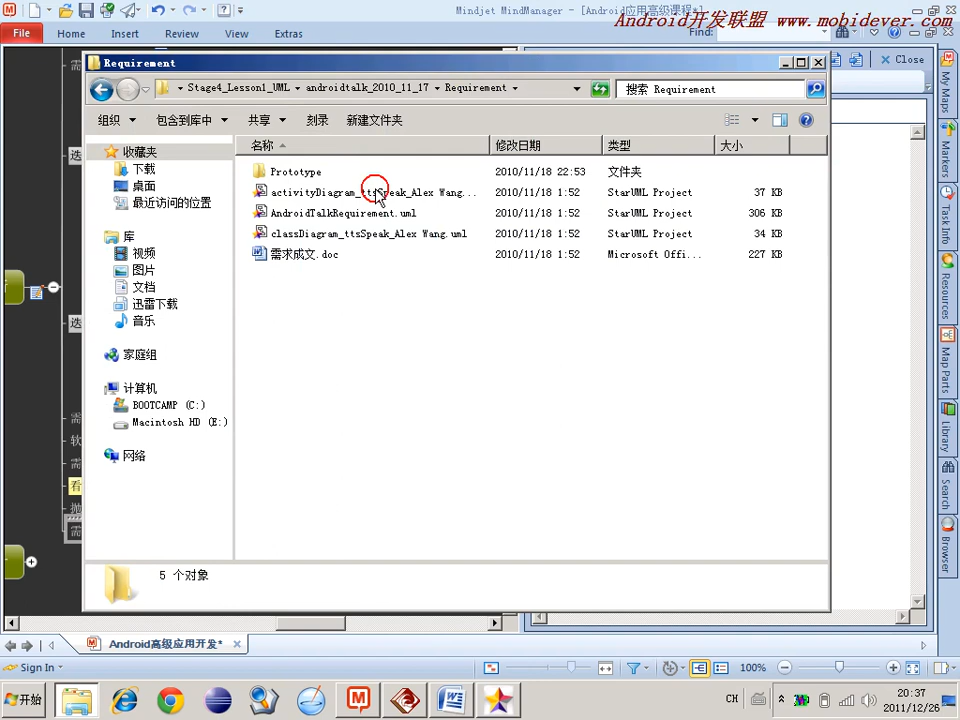 Mindjet MindManager - [Android应用高级课程*
Android开发联盟 www.mobidever.com
File Home Insert Review View Extras Find:
Requirement
Close
Stage4_Lesson1_UML androidtalk_2010_11_17 Requirement
搜索 Requirement
组织 包含到库中 共享 刻录 新建文件夹
名称 修改日期 类型 大小
收藏夹
下载
桌面
最近访问的位置
库
视频
图片
文档
迅雷下载
音乐
家庭组
计算机
BOOTCAMP (C:)
Macintosh HD (E:)
网络
Prototype 2010/11/18 22:53 文件夹
activityDiagram_ttsSpeak_Alex Wang... 2010/11/18 1:52 StarUML Project 37 KB
AndroidTalkRequirement.uml 2010/11/18 1:52 StarUML Project 306 KB
classDiagram_ttsSpeak_Alex Wang.uml 2010/11/18 1:52 StarUML Project 34 KB
需求成文.doc 2010/11/18 1:52 Microsoft Offi... 227 KB
5 个对象
需
迭
迭
需
软
需
看
抛
需
My Maps
Markers
Task Info
Resources
Map Parts
Library
Search
Browser
Android高级应用开发*
Sign In
100%
开始
CH
20:37
2011/12/26